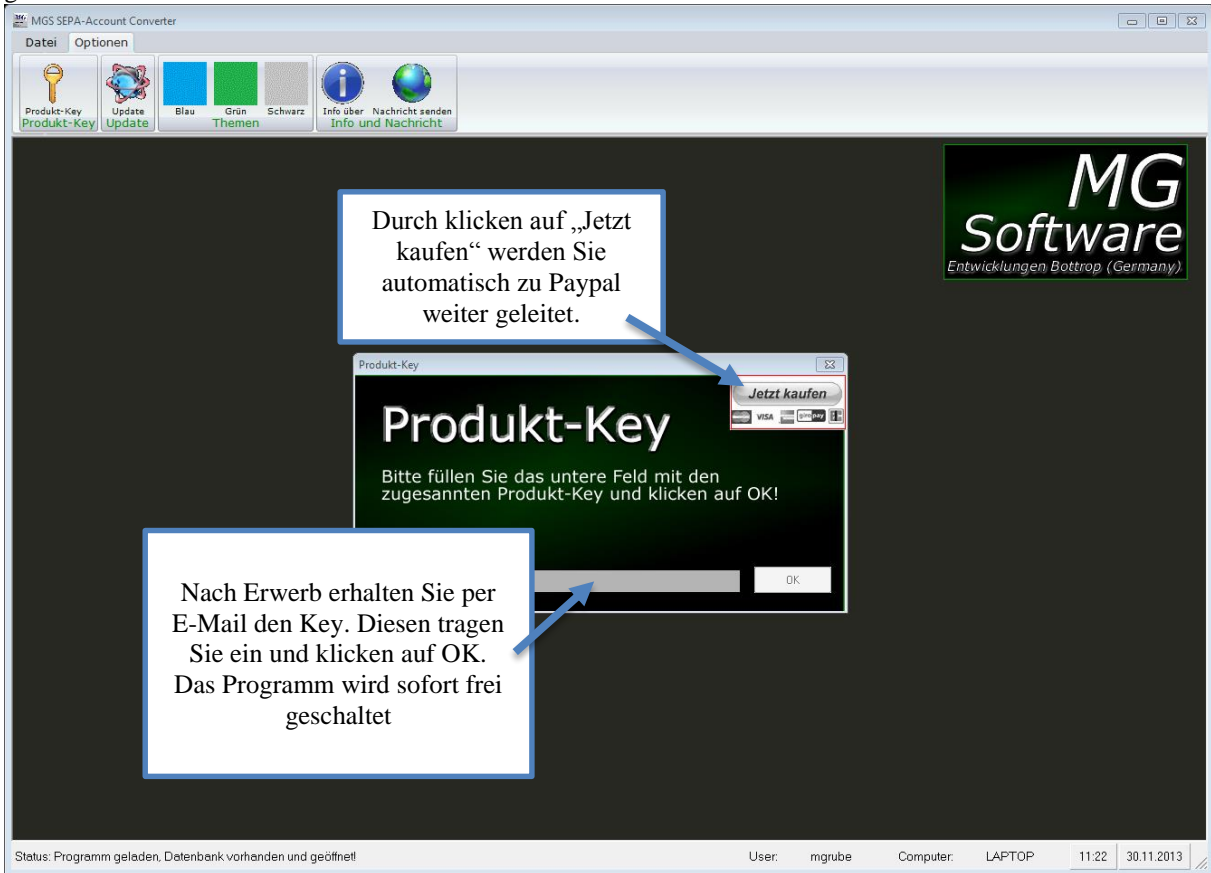 g
MGS SEPA-Account Converter
Datei Optionen
Produkt-Key Update Blau Grün Schwarz Info über Nachricht senden
Produkt-Key Update Themen Info und Nachricht
MG
Software
Entwicklungen Bottrop (Germany)
Durch klicken auf „Jetzt
kaufen“ werden Sie
automatisch zu Paypal
weiter geleitet.
Produkt-Key
Jetzt kaufen
VISA giropay
Produkt-Key
Bitte füllen Sie das untere Feld mit den
zugesannten Produkt-Key und klicken auf OK!
OK
Nach Erwerb erhalten Sie per
E-Mail den Key. Diesen tragen
Sie ein und klicken auf OK.
Das Programm wird sofort frei
geschaltet
Status: Programm geladen, Datenbank vorhanden und geöffnet! User: mgrube Computer: LAPTOP 11:22 30.11.2013